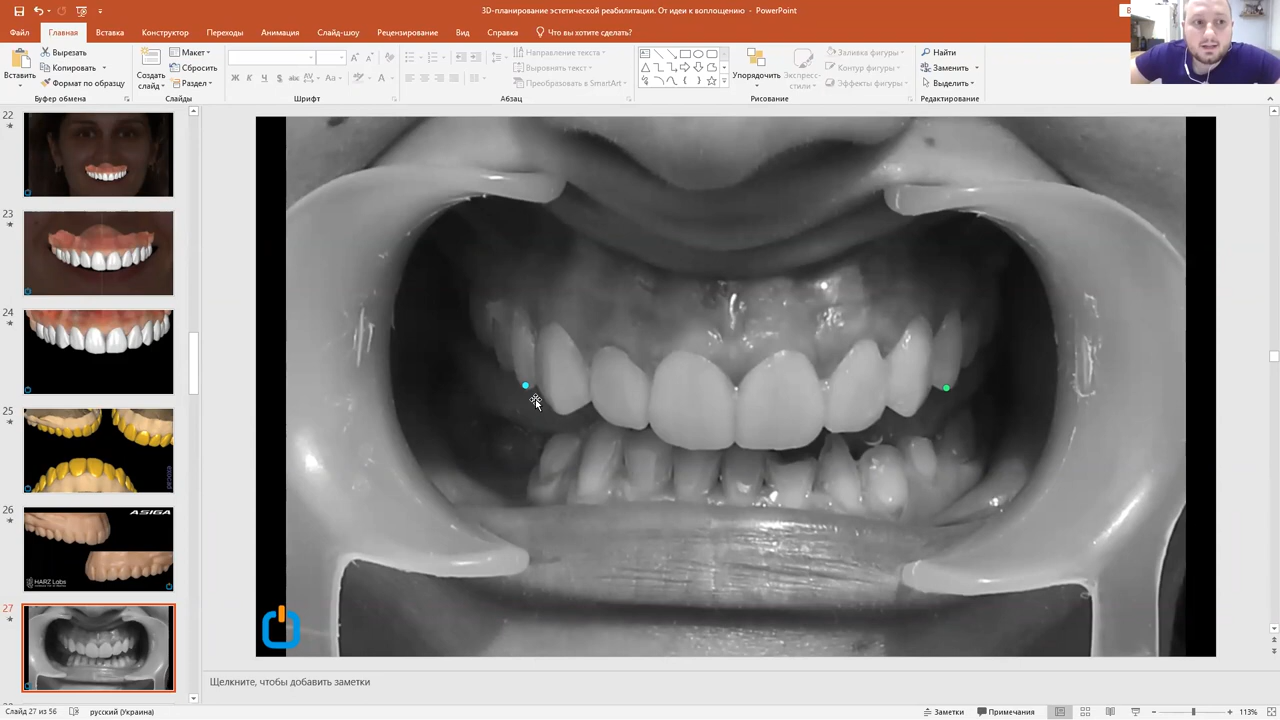 3D-планирование эстетической реабилитации. От идеи к воплощению - PowerPoint
Файл Главная Вставка Конструктор Переходы Анимация Слайд-шоу Рецензирование Вид Справка Что вы хотите сделать?
Вставить
Вырезать
Копировать
Формат по образцу
Буфер обмена
Создать слайд
Макет
Сбросить
Раздел
Слайды
Ж К Ч S abc AV Aa A
Шрифт
Направление текста
Выровнять текст
Преобразовать в SmartArt
Абзац
Упорядочить
Экспресс-стили
Заливка фигуры
Контур фигуры
Эффекты фигуры
Рисование
Найти
Заменить
Выделить
Редактирование
22
23
24
25
26
ASIGA
HARZ Labs
27
Щелкните, чтобы добавить заметки
Слайд 27 из 56 русский (Украина) Заметки Примечания 113%